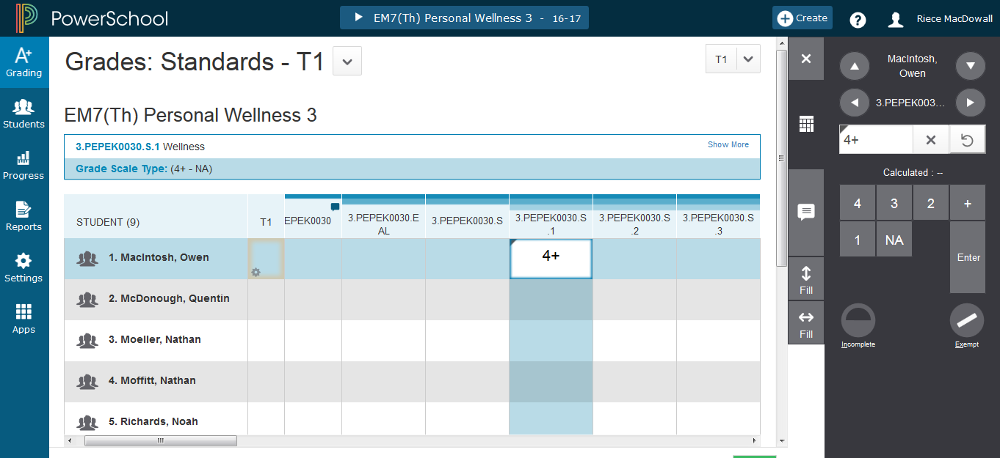 PowerSchool
EM7(Th) Personal Wellness 3 - 16-17
Create
?
Riece MacDowall
A+
Grading
Students
Progress
Reports
Settings
Apps
Grades: Standards - T1
T1
EM7(Th) Personal Wellness 3
3.PEPEK0030.S.1 Wellness
Show More
Grade Scale Type: (4+ - NA)
STUDENT (9)
T1
EPEK0030
3.PEPEK0030.E
AL
3.PEPEK0030.S
3.PEPEK0030.S
.1
3.PEPEK0030.S
.2
3.PEPEK0030.S
.3
1. MacIntosh, Owen
4+
2. McDonough, Quentin
3. Moeller, Nathan
4. Moffitt, Nathan
5. Richards, Noah
Fill
Fill
MacIntosh,
Owen
3.PEPEK003...
4+
Calculated : --
4 3 2 +
1 NA
Enter
Incomplete
Exempt